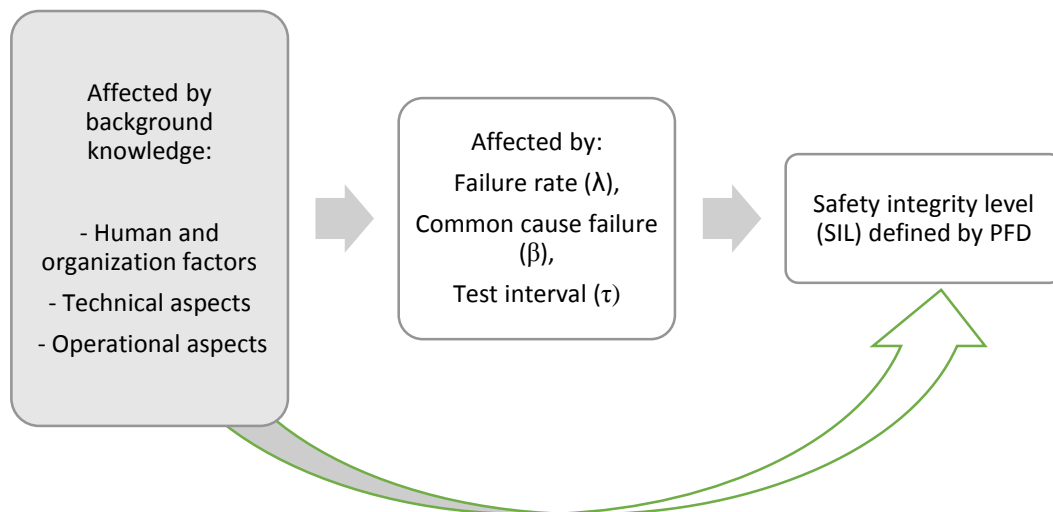 Affected by
background
knowledge:
- Human and
organization factors
- Technical aspects
- Operational aspects
Affected by:
Failure rate (λ),
Common cause failure
(β),
Test interval (τ)
Safety integrity level
(SIL) defined by PFD